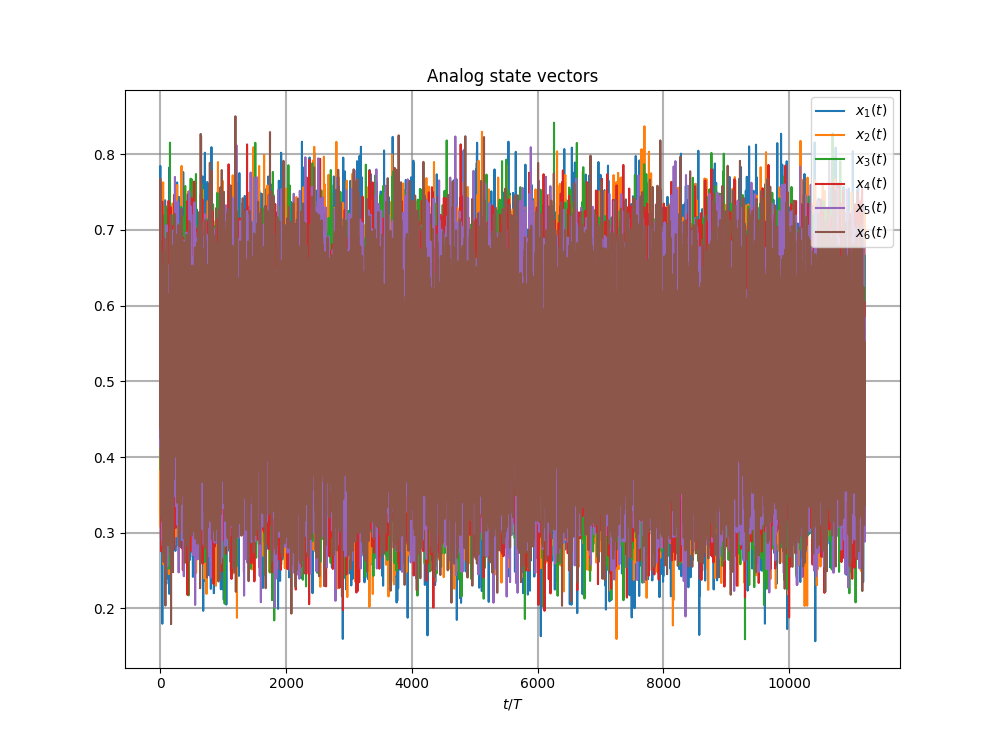 Analog state vectors
x₁(t)
x₂(t)
x₃(t)
x₄(t)
x₅(t)
x₆(t)
0.8
0.7
0.6
0.5
0.4
0.3
0.2
0 2000 4000 6000 8000 10000
t/T